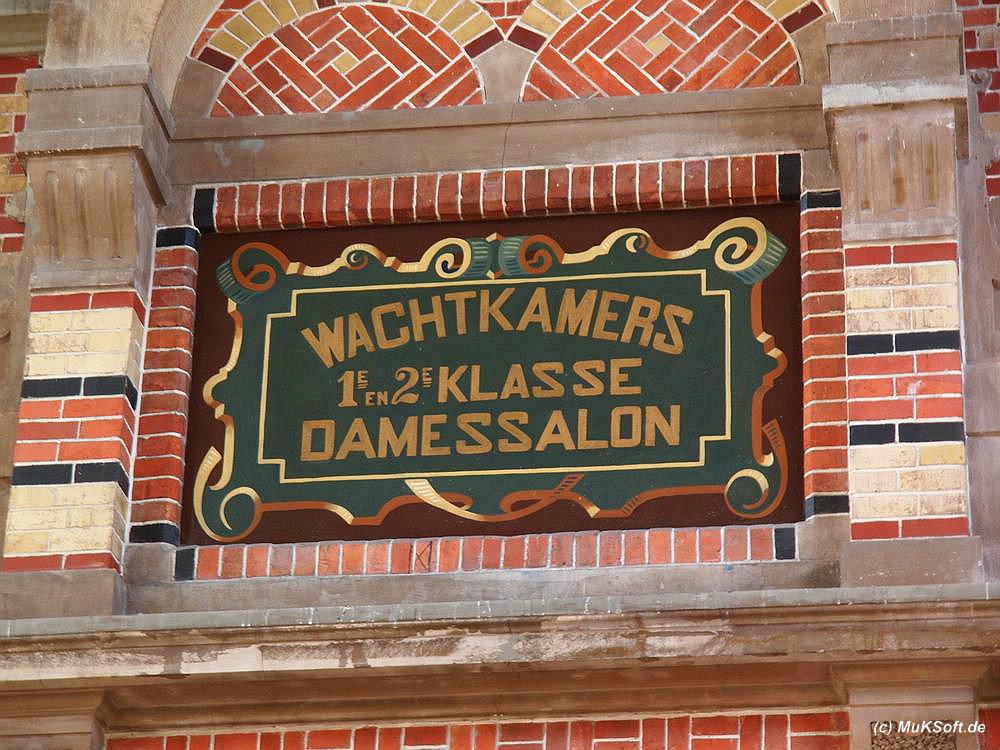 WACHTKAMERS
1E EN 2E KLASSE
DAMESSALON
(c) MuKSoft.de